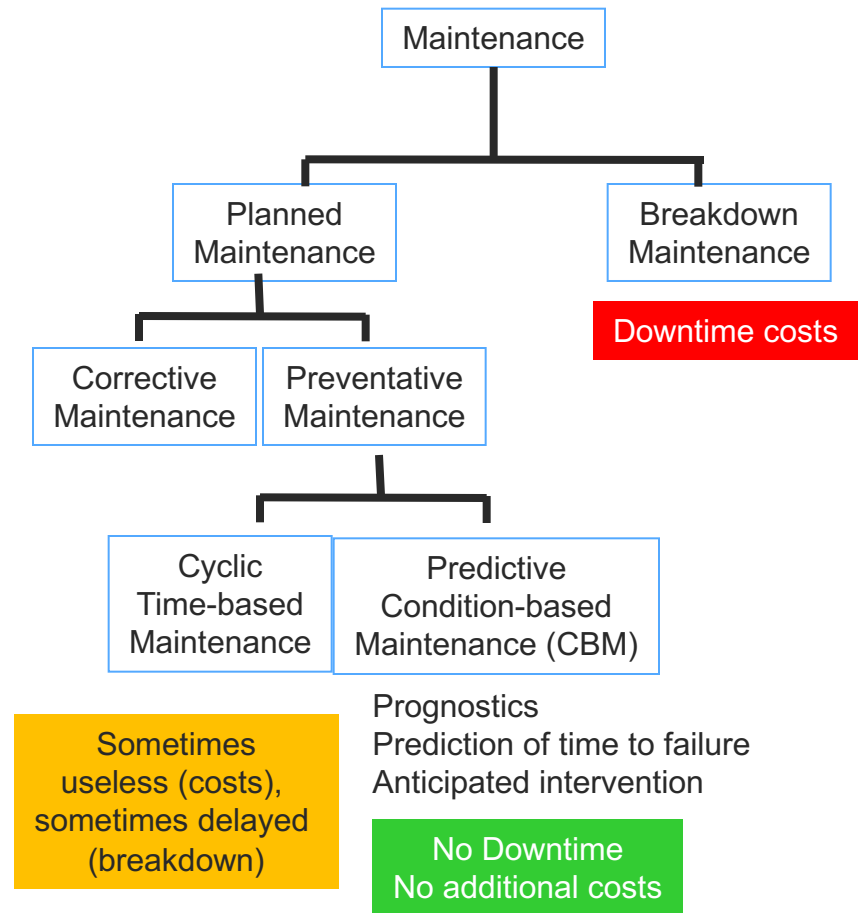 Maintenance
Planned
Maintenance
Breakdown
Maintenance
Downtime costs
Corrective
Maintenance
Preventative
Maintenance
Cyclic
Time-based
Maintenance
Predictive
Condition-based
Maintenance (CBM)
Sometimes
useless (costs),
sometimes delayed
(breakdown)
Prognostics
Prediction of time to failure
Anticipated intervention
No Downtime
No additional costs